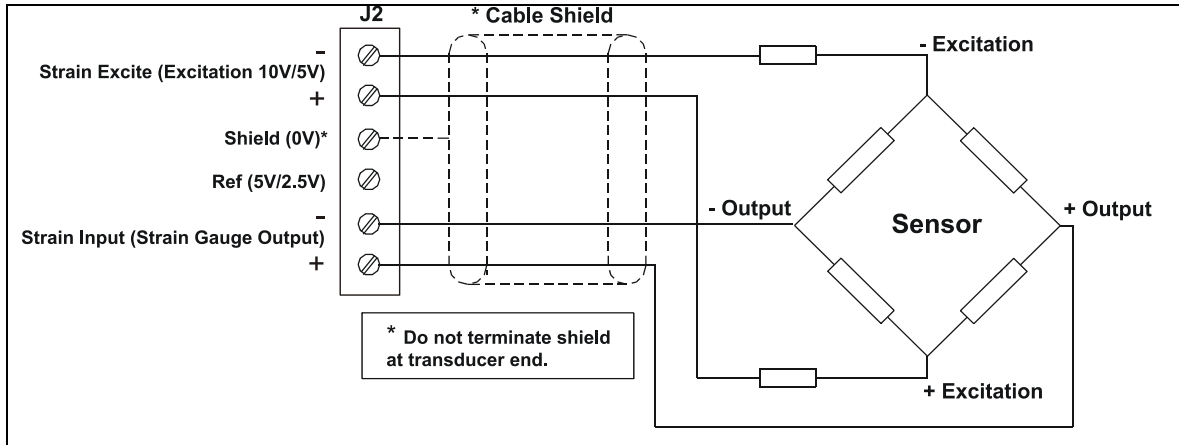 J2
* Cable Shield
- Excitation
-
Strain Excite (Excitation 10V/5V)
+
Shield (0V)*
Ref (5V/2.5V)
-
Strain Input (Strain Gauge Output)
+
- Output
Sensor
+ Output
* Do not terminate shield
at transducer end.
+ Excitation